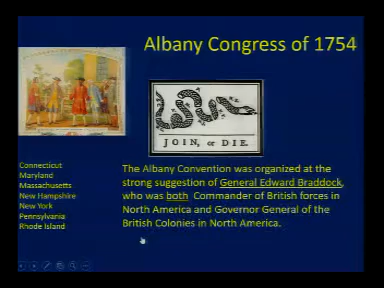 Albany Congress of 1754
JOIN, or DIE.
Connecticut
Maryland
Massachusetts
New Hampshire
New York
Pennsylvania
Rhode Island
The Albany Convention was organized at the
strong suggestion of General Edward Braddock,
who was both Commander of British forces in
North America and Governor General of the
British Colonies in North America.